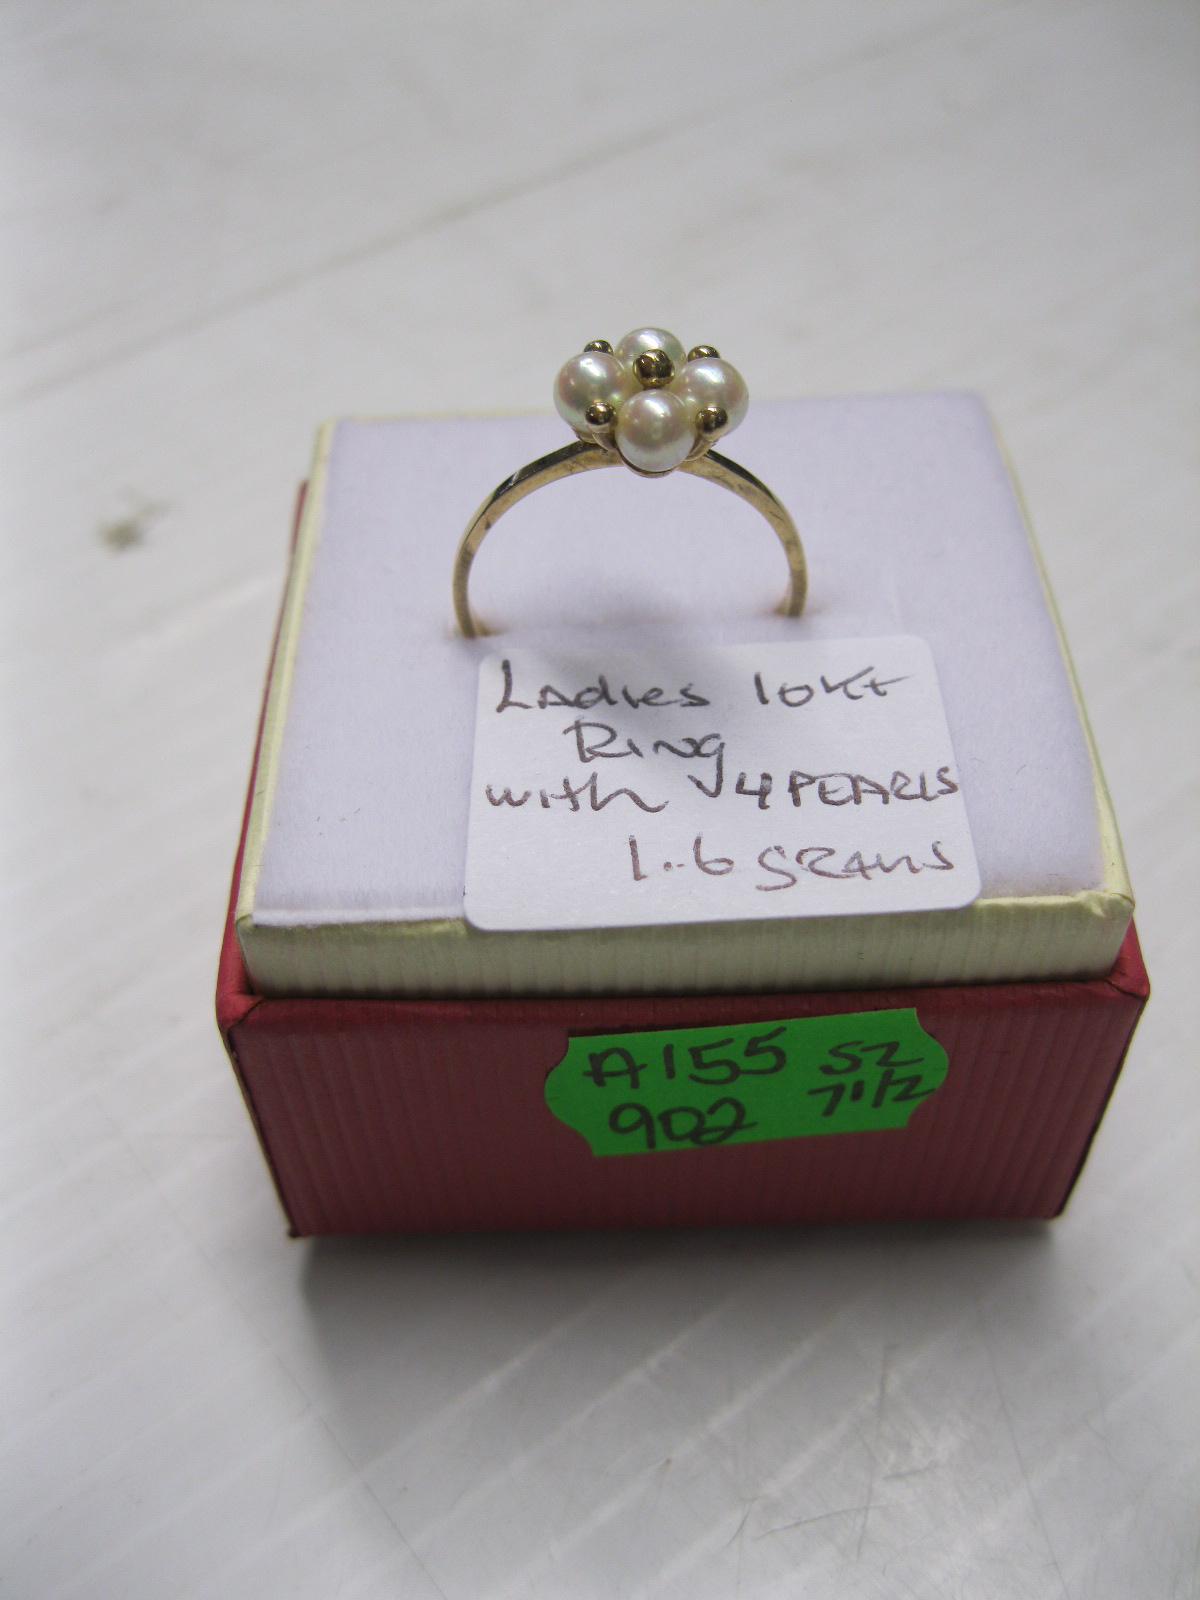 Ladies 10Kt
Ring
with 4 PEARLS
1.6 GRAMS
A155 SZ
902 7 1/2